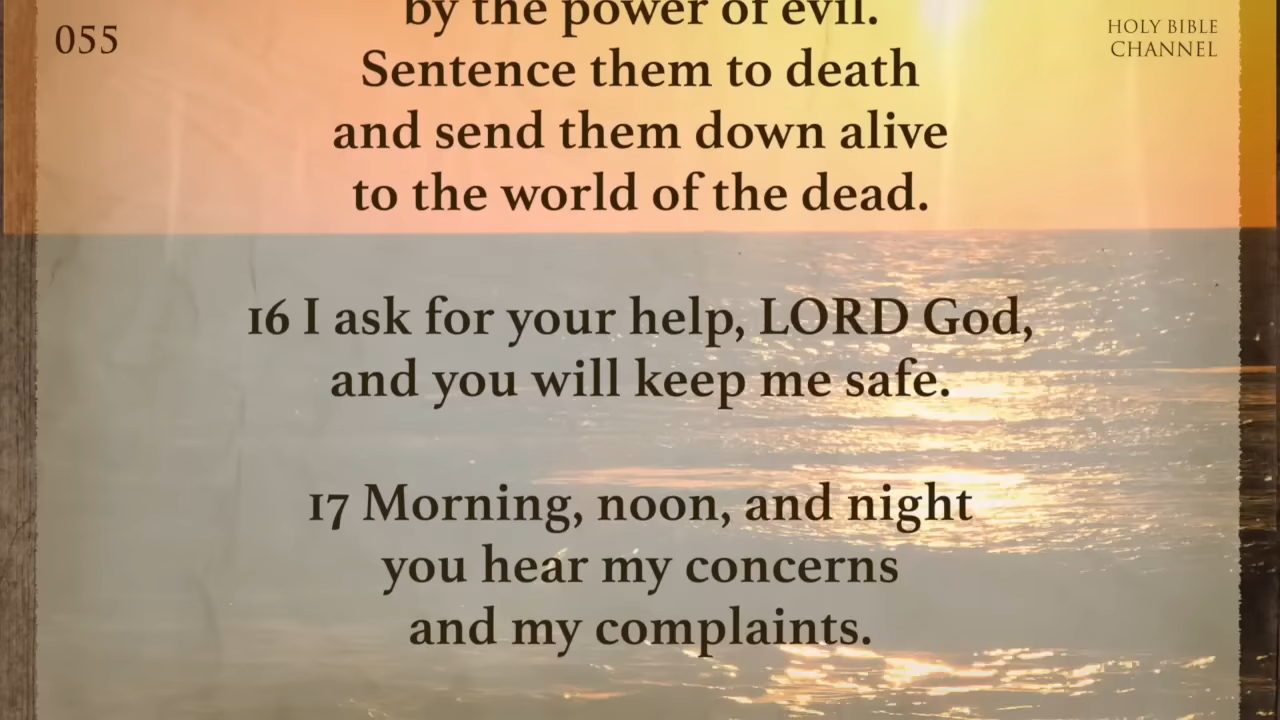 055
HOLY BIBLE
CHANNEL
by the power of evil.
Sentence them to death
and send them down alive
to the world of the dead.
16 I ask for your help, LORD God,
and you will keep me safe.
17 Morning, noon, and night
you hear my concerns
and my complaints.